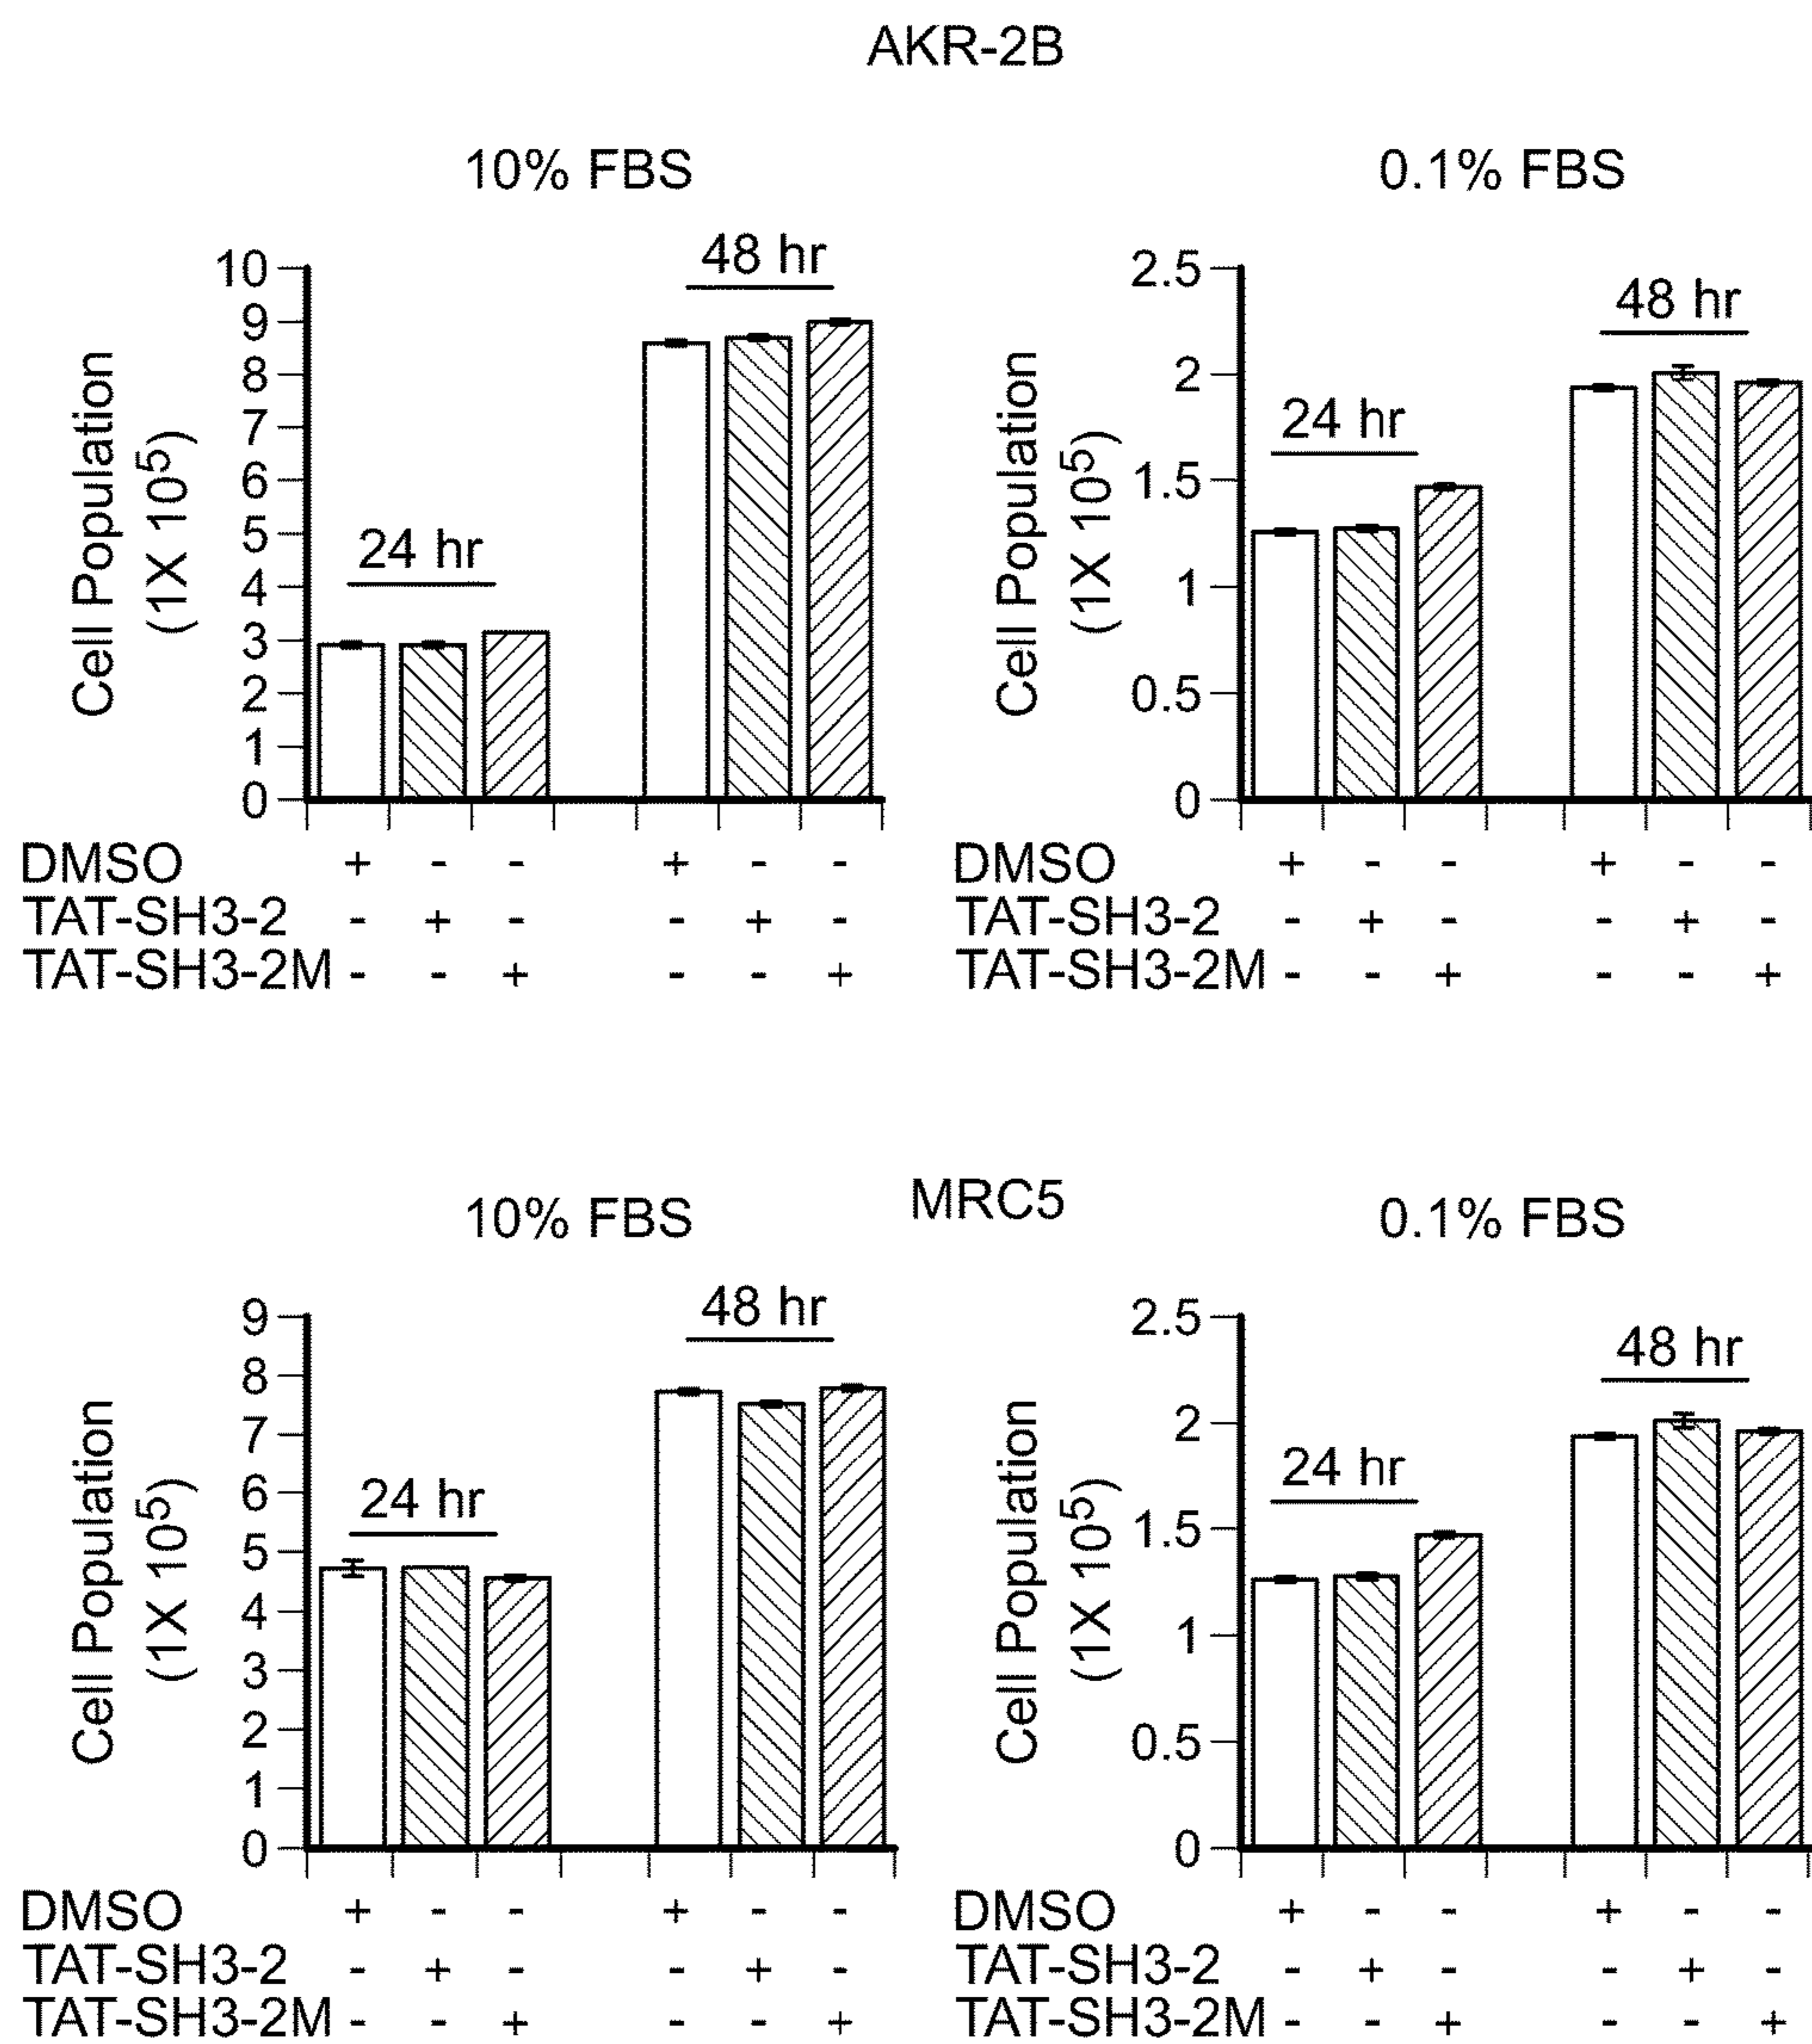 AKR-2B
10% FBS
Cell Population
(1X 10⁵)
10
9
8
7
6
5
4
3
2
1
0
24 hr
48 hr
DMSO + - - + - -
TAT-SH3-2 - + - - + -
TAT-SH3-2M - - + - - +
0.1% FBS
Cell Population
(1X 10⁵)
2.5
2
1.5
1
0.5
0
24 hr
48 hr
DMSO + - - + - -
TAT-SH3-2 - + - - + -
TAT-SH3-2M - - + - - +
MRC5
10% FBS
Cell Population
(1X 10⁵)
9
8
7
6
5
4
3
2
1
0
24 hr
48 hr
DMSO + - - + - -
TAT-SH3-2 - + - - + -
TAT-SH3-2M - - + - - +
0.1% FBS
Cell Population
(1X 10⁵)
2.5
2
1.5
1
0.5
0
24 hr
48 hr
DMSO + - - + - -
TAT-SH3-2 - + - - + -
TAT-SH3-2M - - + - - +